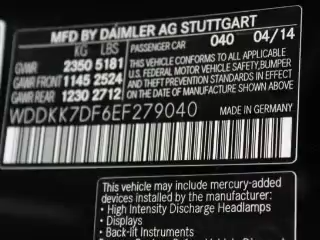 MFD BY DAIMLER AG STUTTGART
KG LBS PASSENGER CAR 040 04/14
GVWR 2350 5181
GAWR FRONT 1145 2524
GAWR REAR 1230 2712
THIS VEHICLE CONFORMS TO ALL APPLICABLE
U.S. FEDERAL MOTOR VEHICLE SAFETY, BUMPER
AND THEFT PREVENTION STANDARDS IN EFFECT
ON THE DATE OF MANUFACTURE SHOWN ABOVE
WDDKK7DF6EF279040 MADE IN GERMANY
This vehicle may include mercury-added
devices installed by the manufacturer:
• High Intensity Discharge Headlamps
• Displays
• Back-lit Instruments